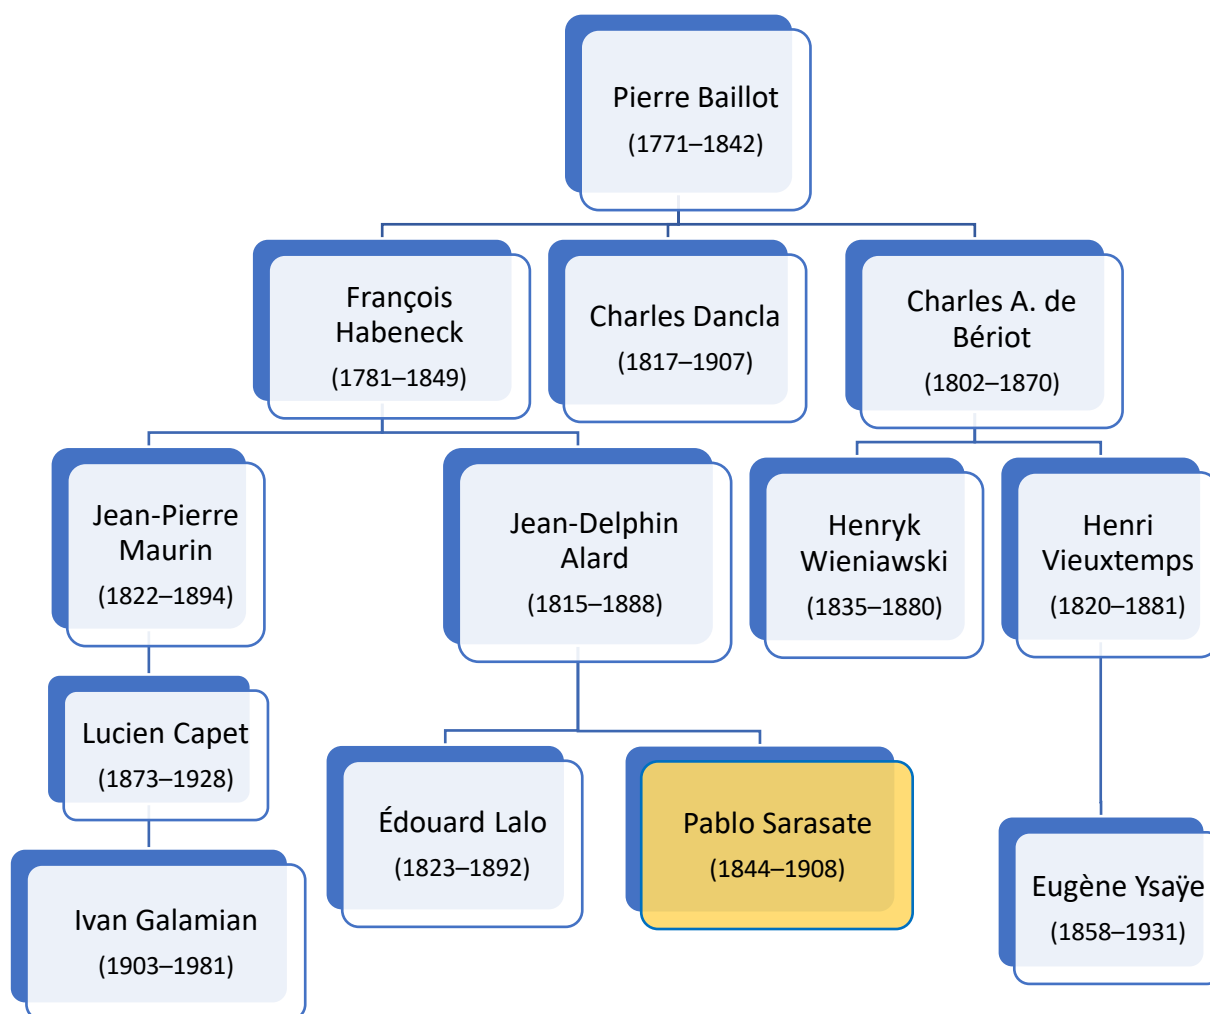 Pierre Baillot
(1771–1842)
François
Habeneck
(1781–1849)
Charles Dancla
(1817–1907)
Charles A. de
Bériot
(1802–1870)
Jean-Pierre
Maurin
(1822–1894)
Jean-Delphin
Alard
(1815–1888)
Henryk
Wieniawski
(1835–1880)
Henri
Vieuxtemps
(1820–1881)
Lucien Capet
(1873–1928)
Édouard Lalo
(1823–1892)
Pablo Sarasate
(1844–1908)
Eugène Ysaÿe
(1858–1931)
Ivan Galamian
(1903–1981)